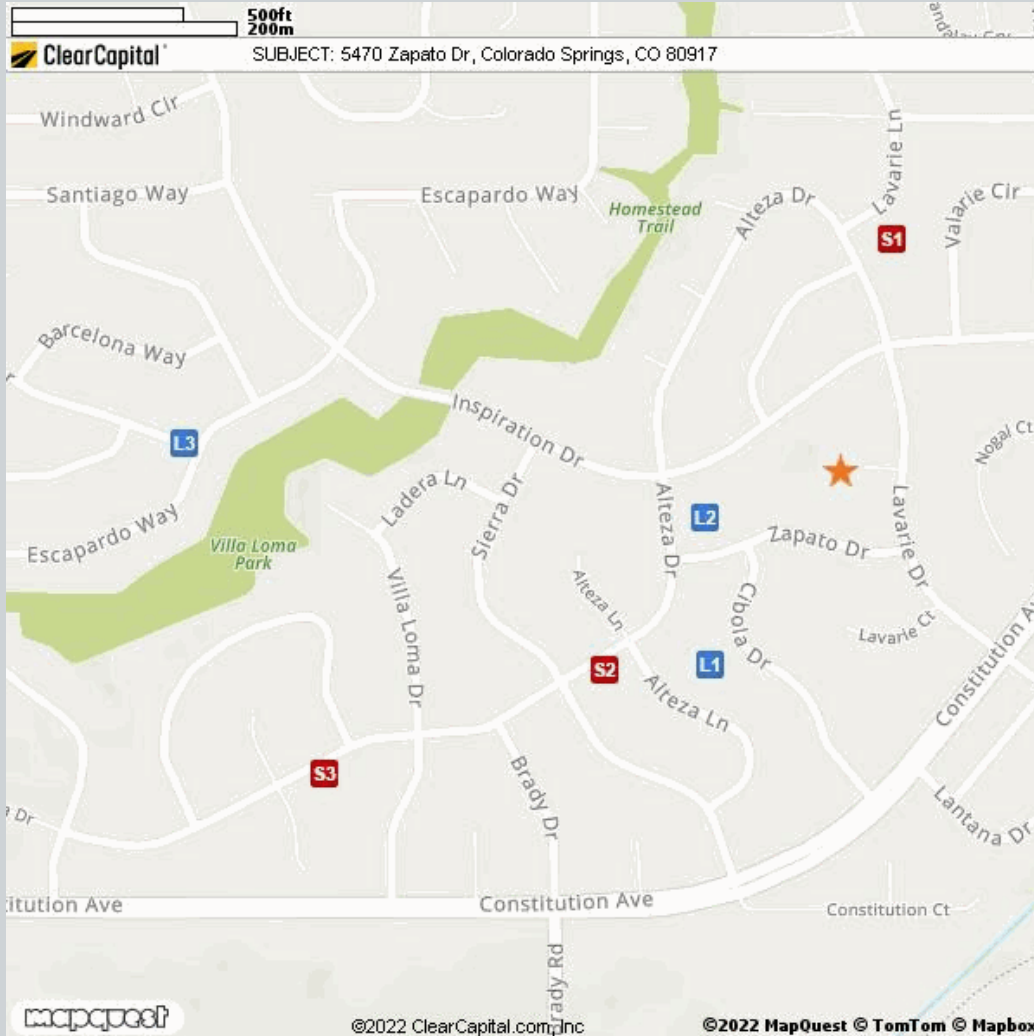 500ft
200m
ClearCapital
SUBJECT: 5470 Zapato Dr, Colorado Springs, CO 80917
Windward Cir
Lavarie Ln
Santiago Way
Escapardo Way
Homestead
Trail
Alteza Dr
Valarie Cir
S1
Barcelona Way
Inspiration Dr
L3
Nogal Ct
Ladera Ln
Sierra Dr
Alteza Dr
L2
Lavarie Dr
Escapardo Way
Villa Loma
Park
Zapato Dr
Villa Loma Dr
Alteza Ln
Cibola Dr
Lavarie Ct
S2
L1
Constitution A
Alteza Ln
S3
Brady Dr
Dr
Lantana Dr
titution Ave
Constitution Ave
Constitution Ct
rady Rd
mapquest
©2022 ClearCapital.com, Inc
©2022 MapQuest © TomTom © Mapbox